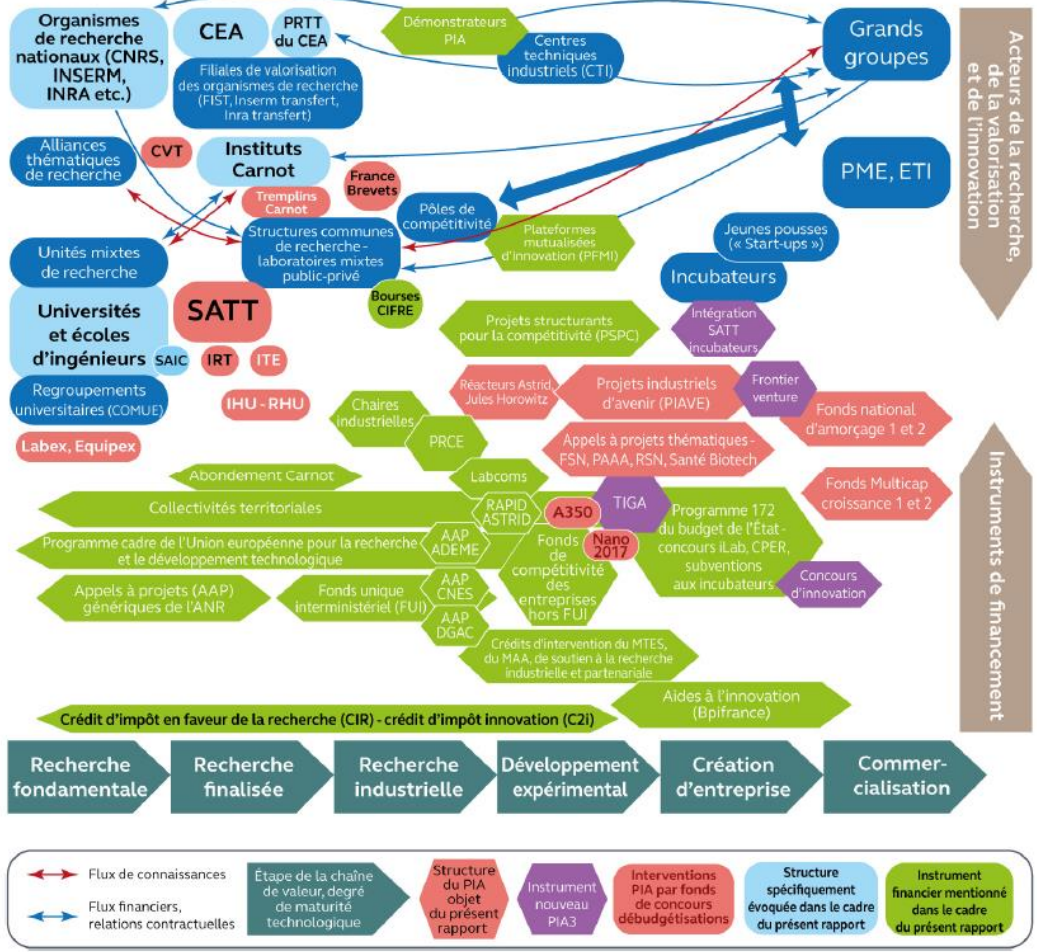 Organismes
de recherche
nationaux (CNRS,
INSERM,
INRA etc.)
CEA
PRTT
du CEA
Démonstrateurs
PIA
Centres
techniques
industriels (CTI)
Grands
groupes
Filiales de valorisation
des organismes de recherche
(FIST, Inserm transfert,
Inra transfert)
Alliances
thématiques
de recherche
CVT
Instituts
Carnot
France
Brevets
Tremplins
Carnot
PME, ETI
Pôles de
compétitivité
Structures communes
de recherche-
laboratoires mixtes
public-privé
Plateformes
mutualisées
d'innovation (PFMI)
Jeunes pousses
(« Start-ups »)
Incubateurs
Unités mixtes
de recherche
Universités
et écoles
d'ingénieurs
SAIC
SATT
IRT
ITE
Bourses
CIFRE
Projets structurants
pour la compétitivité (PSPC)
Intégration
SATT
incubateurs
Regroupements
universitaires (COMUE)
IHU - RHU
Labex, Equipex
Chaires
industrielles
PRCE
Réacteurs Astrid,
Jules Horowitz
Projets industriels
d'avenir (PIAVE)
Frontier
venture
Fonds national
d'amorçage 1 et 2
Appels à projets thématiques -
FSN, PAAA, RSN, Santé Biotech
Fonds Multicap
croissance 1 et 2
Abondement Carnot
Labcoms
Collectivités territoriales
RAPID
ASTRID
A350
TIGA
Nano
2017
Programme 172
du budget de l'État-
concours iLab, CPER,
subventions
aux incubateurs
Programme cadre de l'Union européenne pour la recherche
et le développement technologique
AAP
ADEME
Fonds
de
compétitivité
des
entreprises
hors FUI
Concours
d'innovation
Appels à projets (AAP)
génériques de l'ANR
Fonds unique
interministériel (FUI)
AAP
CNES
AAP
DGAC
Crédits d'intervention du MTES,
du MAA, de soutien à la recherche
industrielle et partenariale
Aides à l'innovation
(Bpifrance)
Crédit d'impôt en faveur de la recherche (CIR) - crédit d'impôt innovation (C2i)
Acteurs de la recherche,
de la valorisation
et de l'innovation
Instruments de financement
Recherche
fondamentale
Recherche
finalisée
Recherche
industrielle
Développement
expérimental
Création
d'entreprise
Commer-
cialisation
Flux de connaissances
Flux financiers,
relations contractuelles
Étape de la chaîne
de valeur, degré
de maturité
technologique
Structure
du PIA
objet
du présent
rapport
Instrument
nouveau
PIA3
Interventions
PIA par fonds
de concours
débudgétisations
Structure
spécifiquement
évoquée dans le cadre
du présent rapport
Instrument
financier mentionné
dans le cadre
du présent rapport